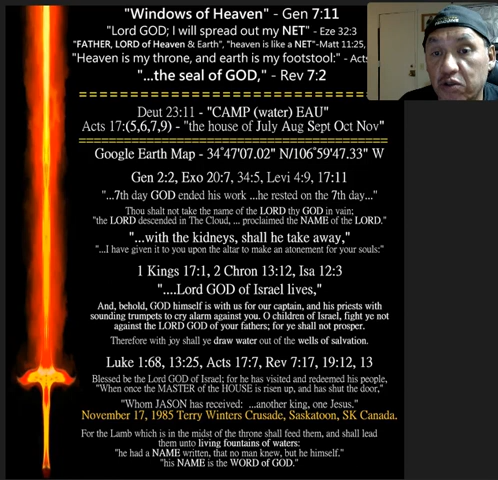 "Windows of Heaven" - Gen 7:11
"Lord GOD; I will spread out my NET" - Eze 32:3
"FATHER, LORD of Heaven & Earth", "heaven is like a NET"-Matt 11:25,
"Heaven is my throne, and earth is my footstool:" - Acts
"...the seal of GOD," - Rev 7:2
Deut 23:11 - "CAMP (water) EAU"
Acts 17:(5,6,7,9) - "the house of July Aug Sept Oct Nov"
Google Earth Map - 34°47'07.02" N/106°59'47.33" W
Gen 2:2, Exo 20:7, 34:5, Levi 4:9, 17:11
"...7th day GOD ended his work ...he rested on the 7th day..."
Thou shalt not take the name of the LORD thy GOD in vain;
"the LORD descended in The Cloud, ... proclaimed the NAME of the LORD."
"...with the kidneys, shall he take away,"
"...I have given it to you upon the altar to make an atonement for your souls:"
1 Kings 17:1, 2 Chron 13:12, Isa 12:3
"....Lord GOD of Israel lives,"
And, behold, GOD himself is with us for our captain, and his priests with
sounding trumpets to cry alarm against you. O children of Israel, fight ye not
against the LORD GOD of your fathers; for ye shall not prosper.
Therefore with joy shall ye draw water out of the wells of salvation.
Luke 1:68, 13:25, Acts 17:7, Rev 7:17, 19:12, 13
Blessed be the Lord GOD of Israel; for he has visited and redeemed his people,
"When once the MASTER of the HOUSE is risen up, and has shut the door,"
"Whom JASON has received: ...another king, one Jesus."
November 17, 1985 Terry Winters Crusade, Saskatoon, SK Canada.
For the Lamb which is in the midst of the throne shall feed them, and shall lead
them unto living fountains of waters:
"he had a NAME written, that no man knew, but he himself."
"his NAME is the WORD of GOD."